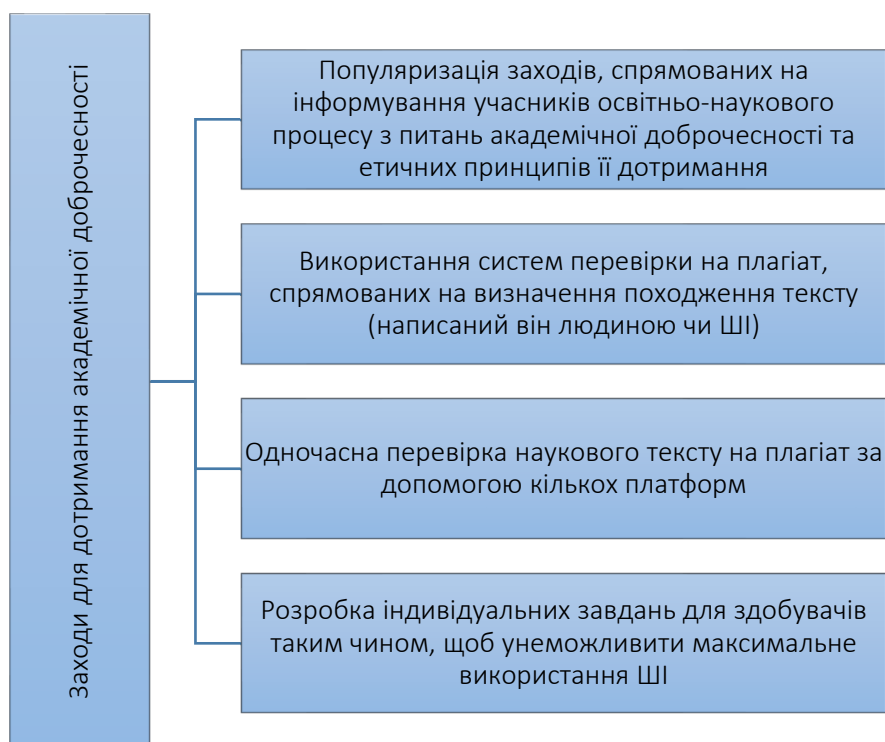 Заходи для дотримання академічної доброчесності
Популяризація заходів, спрямованих на
інформування учасників освітньо-наукового
процесу з питань академічної доброчесності та
етичних принципів її дотримання
Використання систем перевірки на плагіат,
спрямованих на визначення походження тексту
(написаний він людиною чи ШІ)
Одночасна перевірка наукового тексту на плагіат за
допомогою кількох платформ
Розробка індивідуальних завдань для здобувачів
таким чином, щоб унеможливити максимальне
використання ШІ